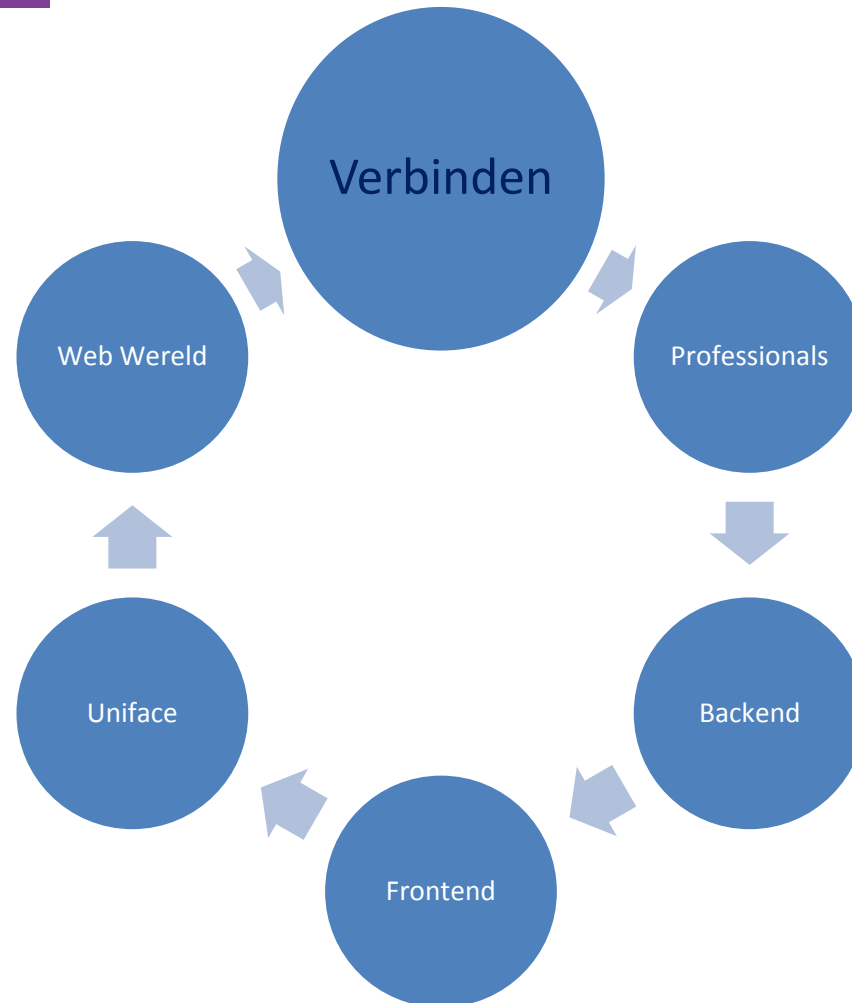 Verbinden
Professionals
Backend
Frontend
Uniface
Web Wereld